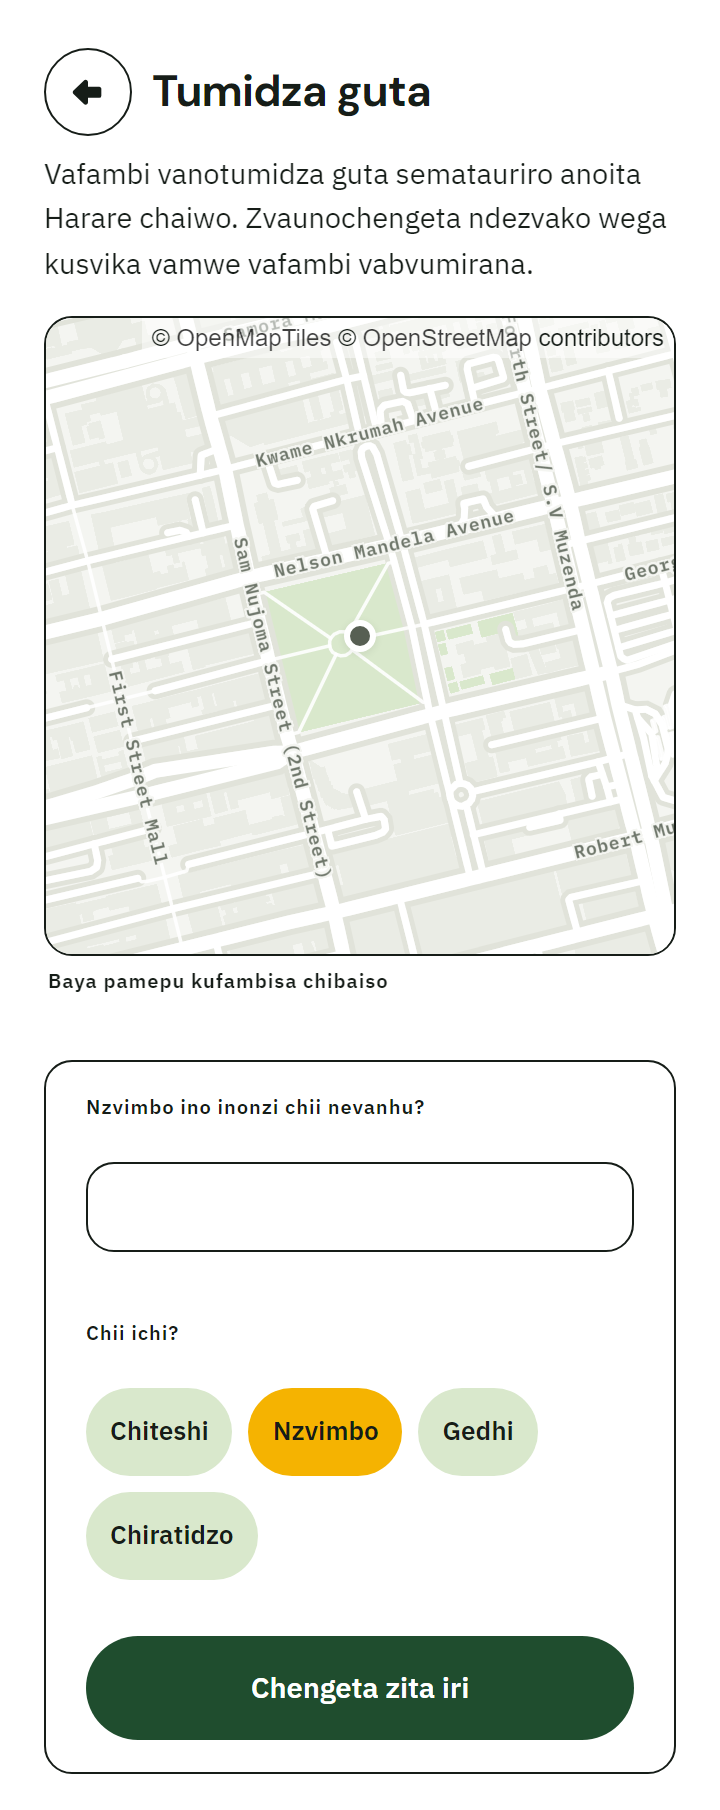 Tumidza guta
Vafambi vanotumidza guta sematauriro anoita
Harare chaiwo. Zvaunochengeta ndezvako wega
kusvika vamwe vafambi vabvumirana.
© OpenMapTiles © OpenStreetMap contributors
Samora
Kwame Nkrumah Avenue
Fourth Street/ S.V Muzenda
Nelson Mandela Avenue
Sam Nujoma Street (2nd Street)
First Street Mall
Robert
Baya pamepu kufambisa chibaiso
Nzvimbo ino inonzi chii nevanhu?
Chii ichi?
Chiteshi
Nzvimbo
Gedhi
Chiratidzo
Chengeta zita iri